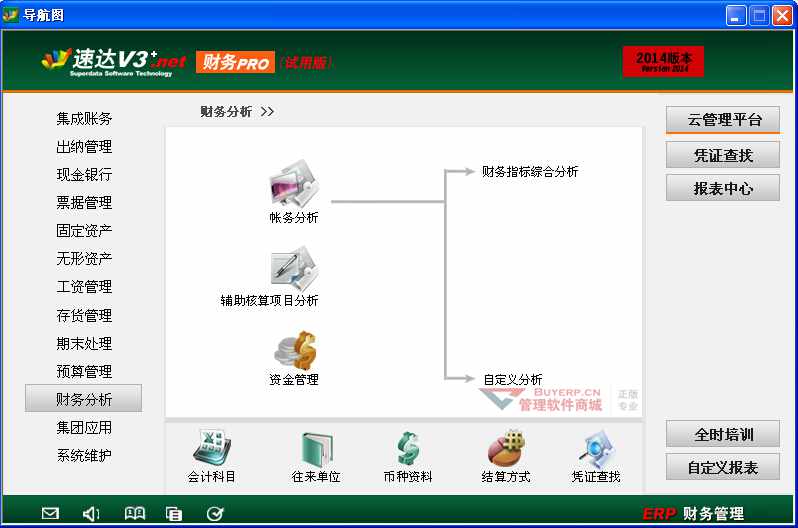 导航图
速达V3+.net
Superdata Software Technology
财务PRO (试用版)
2014版本
Version 2014
集成账务
出纳管理
现金银行
票据管理
固定资产
无形资产
工资管理
存货管理
期末处理
预算管理
财务分析
集团应用
系统维护
财务分析 >>
帐务分析
辅助核算项目分析
资金管理
财务指标综合分析
自定义分析
BUYERP.CN
管理软件商城
正版
专业
会计科目
往来单位
币种资料
结算方式
凭证查找
云管理平台
凭证查找
报表中心
全时培训
自定义报表
ERP 财务管理